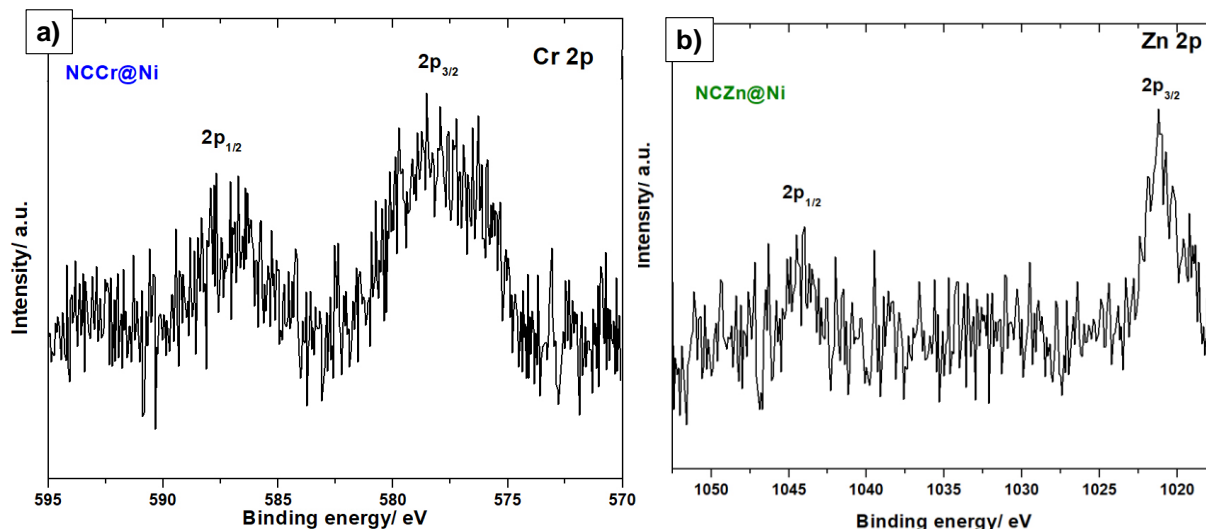 a)
Cr 2p
NCCr@Ni
2p3/2
2p1/2
Intensity/ a.u.
595 590 585 580 575 570
Binding energy/ eV
b)
Zn 2p
NCZn@Ni
2p3/2
2p1/2
Intensity/ a.u.
1050 1045 1040 1035 1030 1025 1020
Binding energy/ eV